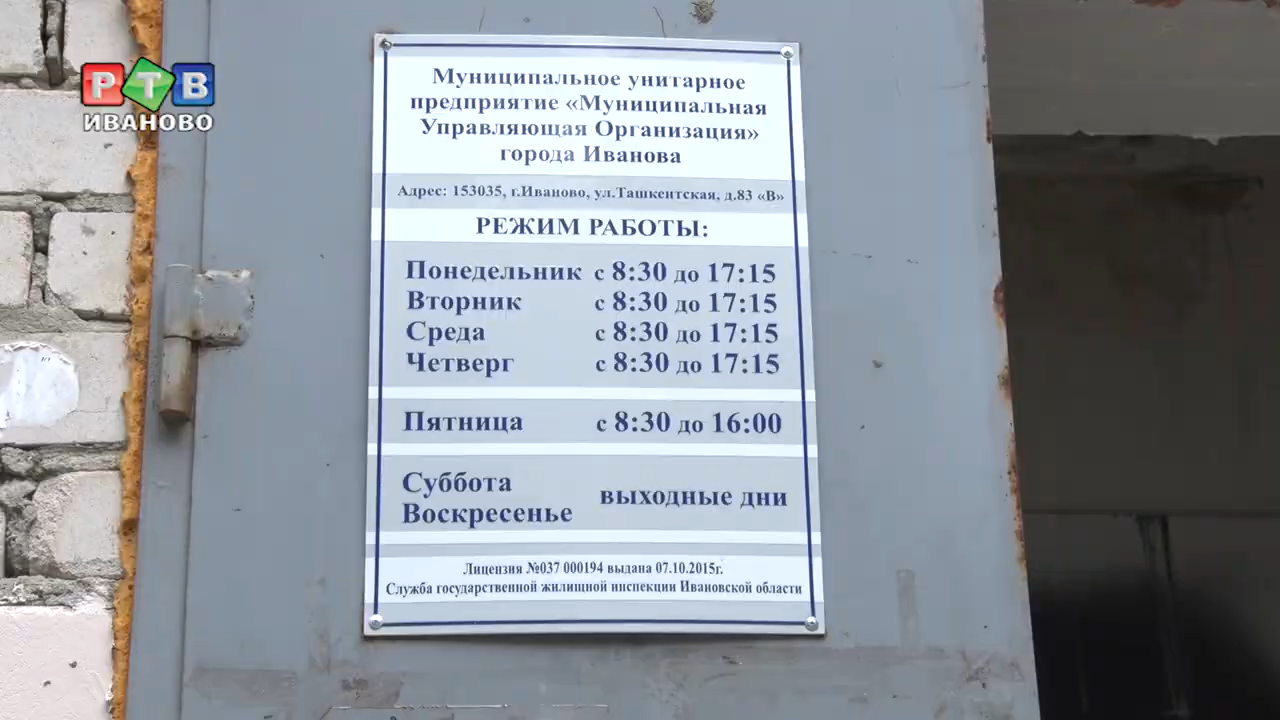 РТВ
ИВАНОВО
Муниципальное унитарное
предприятие «Муниципальная
Управляющая Организация»
города Иванова
Адрес: 153035, г.Иваново, ул.Ташкентская, д.83 «В»
РЕЖИМ РАБОТЫ:
Понедельник с 8:30 до 17:15
Вторник с 8:30 до 17:15
Среда с 8:30 до 17:15
Четверг с 8:30 до 17:15
Пятница с 8:30 до 16:00
Суббота
Воскресенье
выходные дни
Лицензия №037 000194 выдана 07.10.2015г.
Служба государственной жилищной инспекции Ивановской области